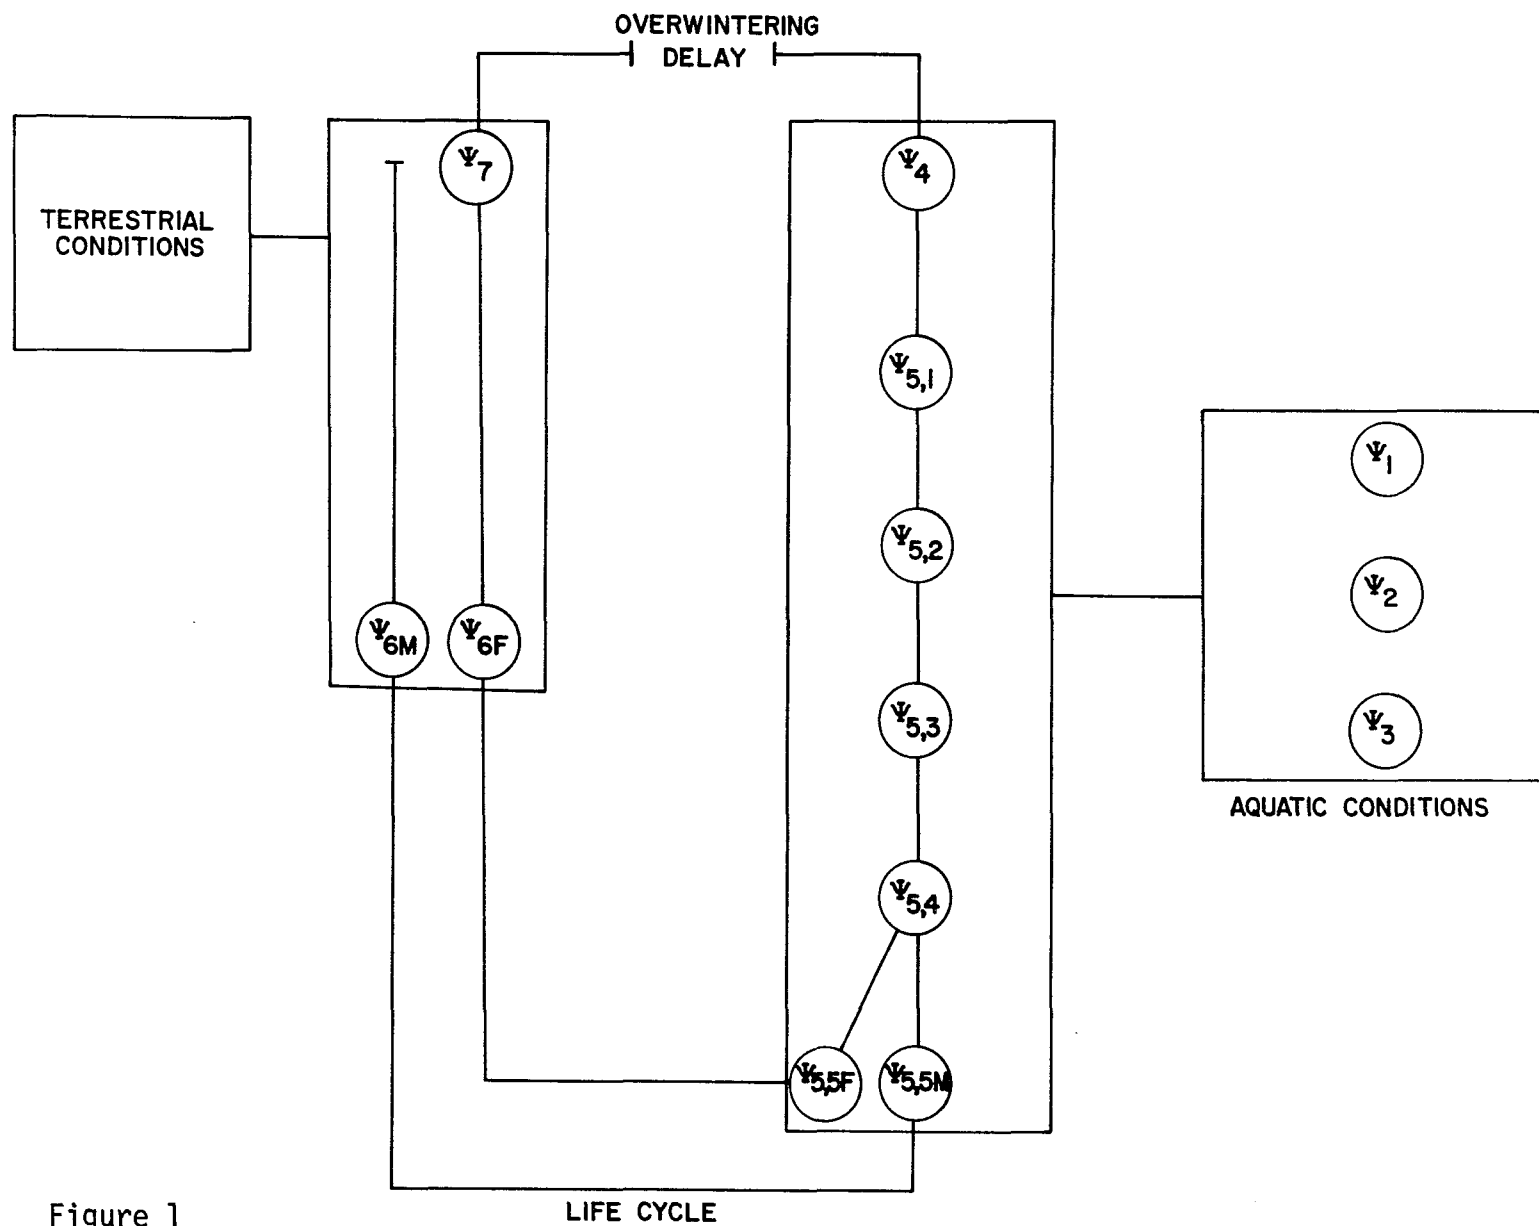 OVERWINTERING
DELAY
TERRESTRIAL
CONDITIONS
Ψ7
Ψ4
Ψ5,1
Ψ5,2
Ψ6M
Ψ6F
Ψ5,3
Ψ5,4
Ψ5,5F
Ψ5,5M
Ψ1
Ψ2
Ψ3
AQUATIC CONDITIONS
LIFE CYCLE
Figure 1